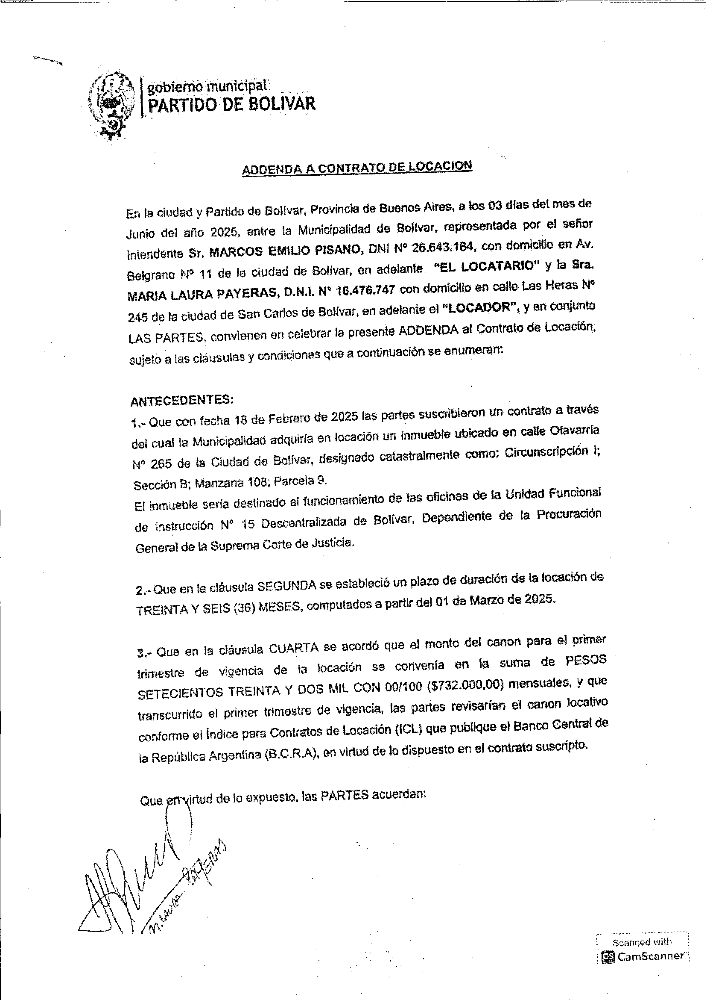 gobierno municipal
PARTIDO DE BOLIVAR
ADDENDA A CONTRATO DE LOCACION
En la ciudad y Partido de Bolívar, Provincia de Buenos Aires, a los 03 días del mes de
Junio del año 2025, entre la Municipalidad de Bolívar, representada por el señor
Intendente Sr. MARCOS EMILIO PISANO, DNI Nº 26.643.164, con domicilio en Av.
Belgrano Nº 11 de la ciudad de Bolívar, en adelante "EL LOCATARIO" y la Sra.
MARIA LAURA PAYERAS, D.N.I. Nº 16.476.747 con domicilio en calle Las Heras Nº
245 de la ciudad de San Carlos de Bolívar, en adelante el "LOCADOR", y en conjunto
LAS PARTES, convienen en celebrar la presente ADDENDA al Contrato de Locación,
sujeto a las cláusulas y condiciones que a continuación se enumeran:
ANTECEDENTES:
1.- Que con fecha 18 de Febrero de 2025 las partes suscribieron un contrato a través
del cual la Municipalidad adquiría en locación un inmueble ubicado en calle Olavarría
Nº 265 de la Ciudad de Bolívar, designado catastralmente como: Circunscripción I;
Sección B; Manzana 108; Parcela 9.
El inmueble sería destinado al funcionamiento de las oficinas de la Unidad Funcional
de Instrucción N° 15 Descentralizada de Bolívar, Dependiente de la Procuración
General de la Suprema Corte de Justicia.
2.- Que en la cláusula SEGUNDA se estableció un plazo de duración de la locación de
TREINTA Y SEIS (36) MESES, computados a partir del 01 de Marzo de 2025.
3.- Que en la cláusula CUARTA se acordó que el monto del canon para el primer
trimestre de vigencia de la locación se convenía en la suma de PESOS
SETECIENTOS TREINTA Y DOS MIL CON 00/100 ($732.000,00) mensuales, y que
transcurrido el primer trimestre de vigencia, las partes revisarían el canon locativo
conforme el Índice para Contratos de Locación (ICL) que publique el Banco Central de
la República Argentina (B.C.R.A), en virtud de lo dispuesto en el contrato suscripto.
Que en virtud de lo expuesto, las PARTES acuerdan:
M. LAURA PAYERAS
Scanned with
CS CamScanner